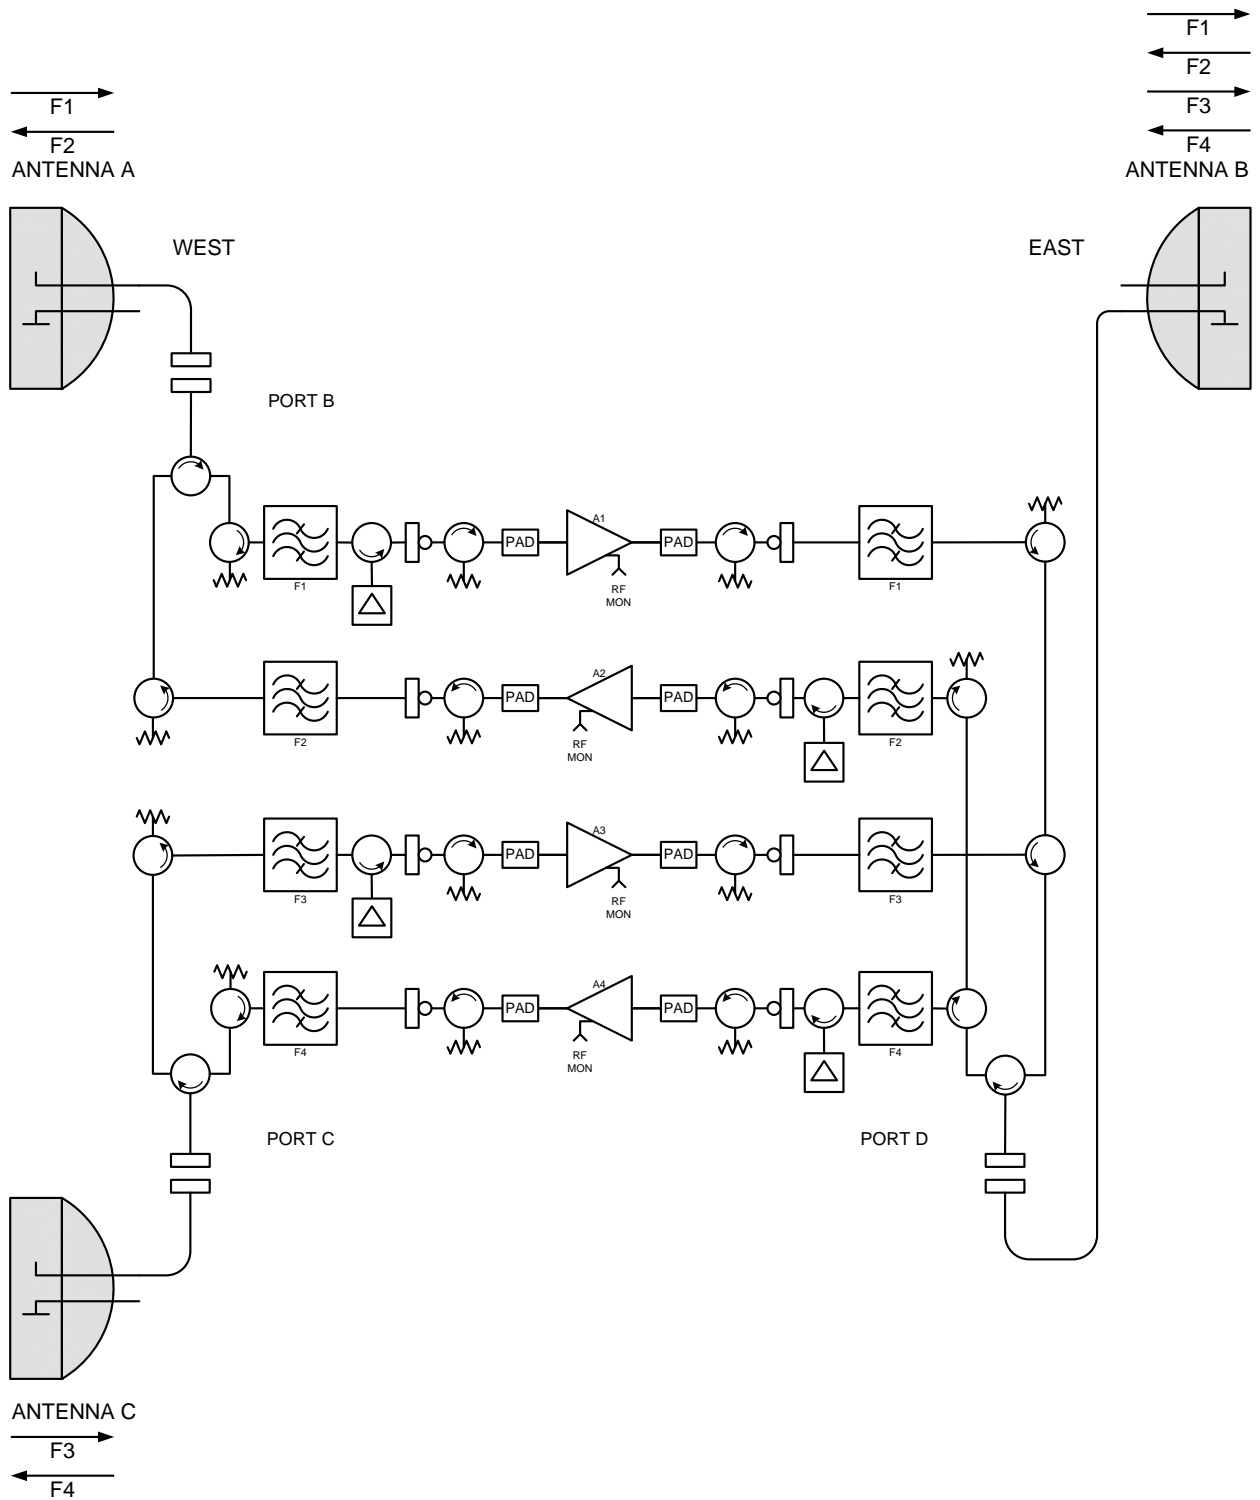 F1
F2
F3
F4
ANTENNA B
F1
F2
ANTENNA A
WEST
EAST
PORT B
A1
PAD
PAD
F1
RF
MON
F1
A2
PAD
PAD
F2
RF
MON
F2
A3
PAD
PAD
F3
RF
MON
F3
A4
PAD
PAD
F4
RF
MON
F4
PORT C
PORT D
ANTENNA C
F3
F4